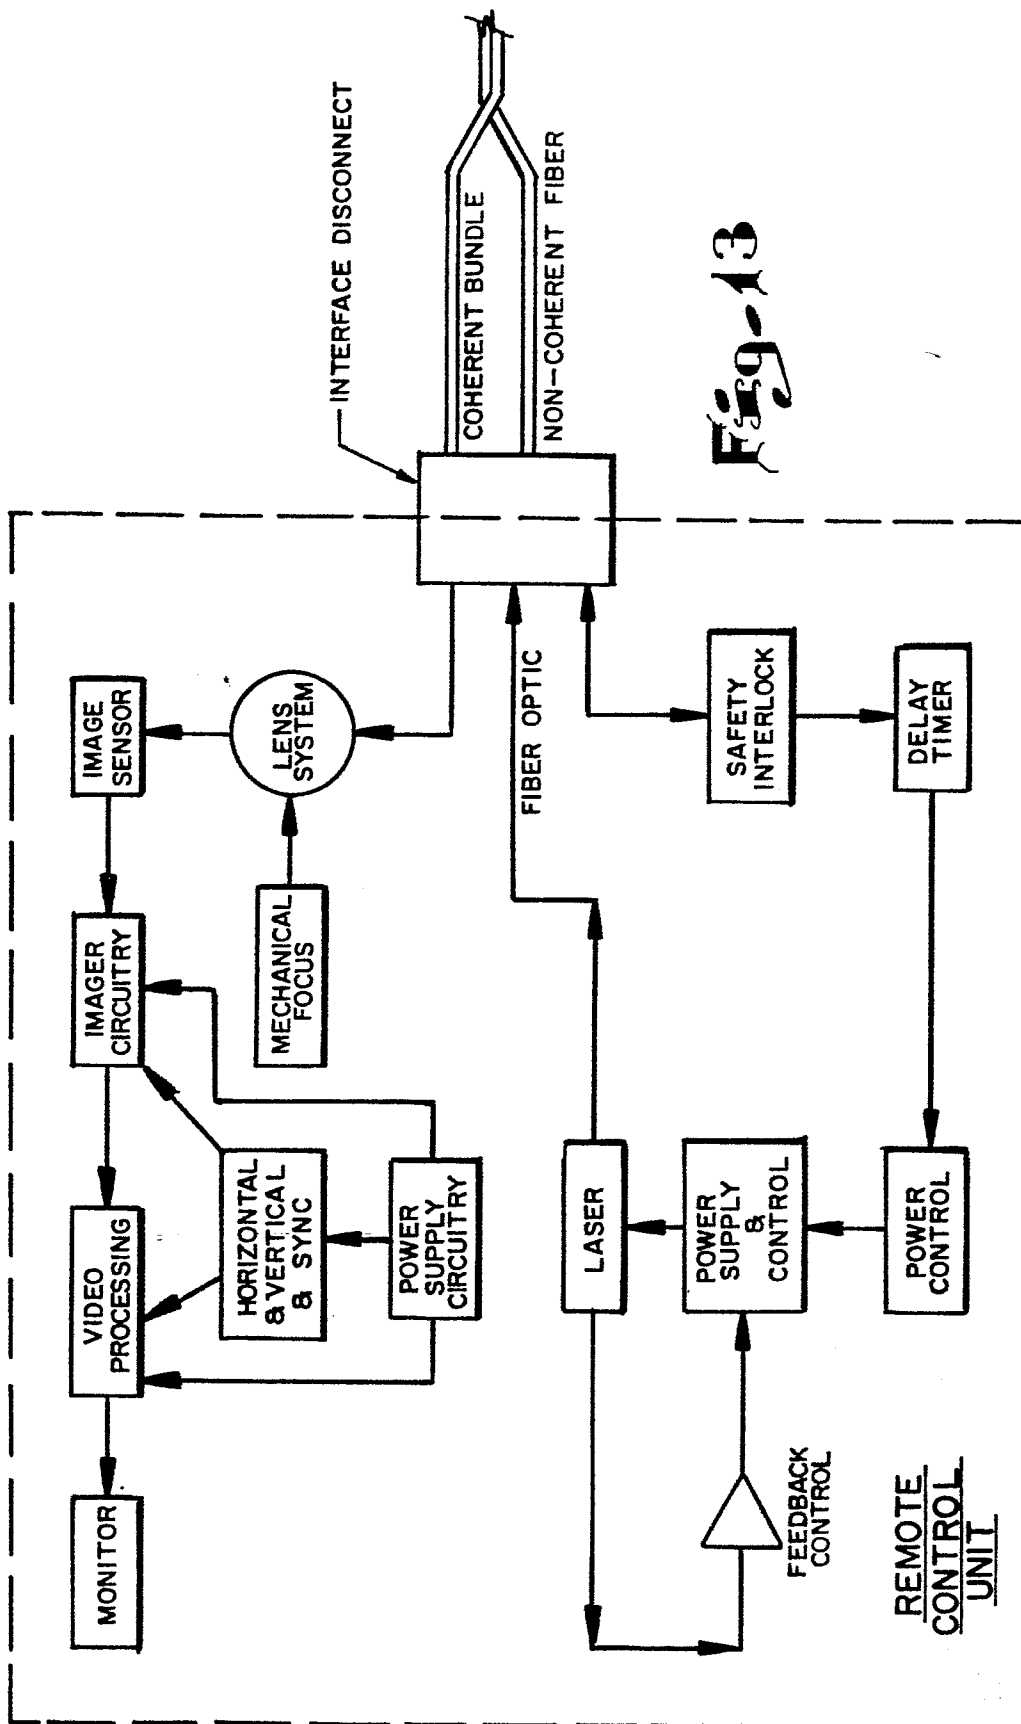 MONITOR
VIDEO
PROCESSING
IMAGER
CIRCUITRY
IMAGE
SENSOR
HORIZONTAL
& VERTICAL
& SYNC
MECHANICAL
FOCUS
LENS
SYSTEM
POWER
SUPPLY
CIRCUITRY
INTERFACE DISCONNECT
COHERENT BUNDLE
NON-COHERENT FIBER
FIBER OPTIC
LASER
POWER
SUPPLY
&
CONTROL
FEEDBACK
CONTROL
SAFETY
INTERLOCK
DELAY
TIMER
POWER
CONTROL
REMOTE
CONTROL
UNIT
Fig-13